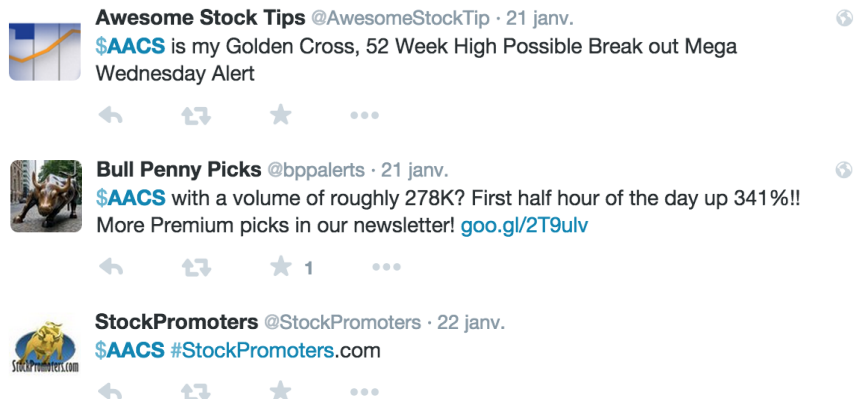 Awesome Stock Tips @AwesomeStockTip · 21 janv.
$AACS is my Golden Cross, 52 Week High Possible Break out Mega
Wednesday Alert
Bull Penny Picks @bppalerts · 21 janv.
$AACS with a volume of roughly 278K? First half hour of the day up 341%!!
More Premium picks in our newsletter! goo.gl/2T9ulv
1
StockPromoters @StockPromoters · 22 janv.
$AACS #StockPromoters.com
StockPromoters.com